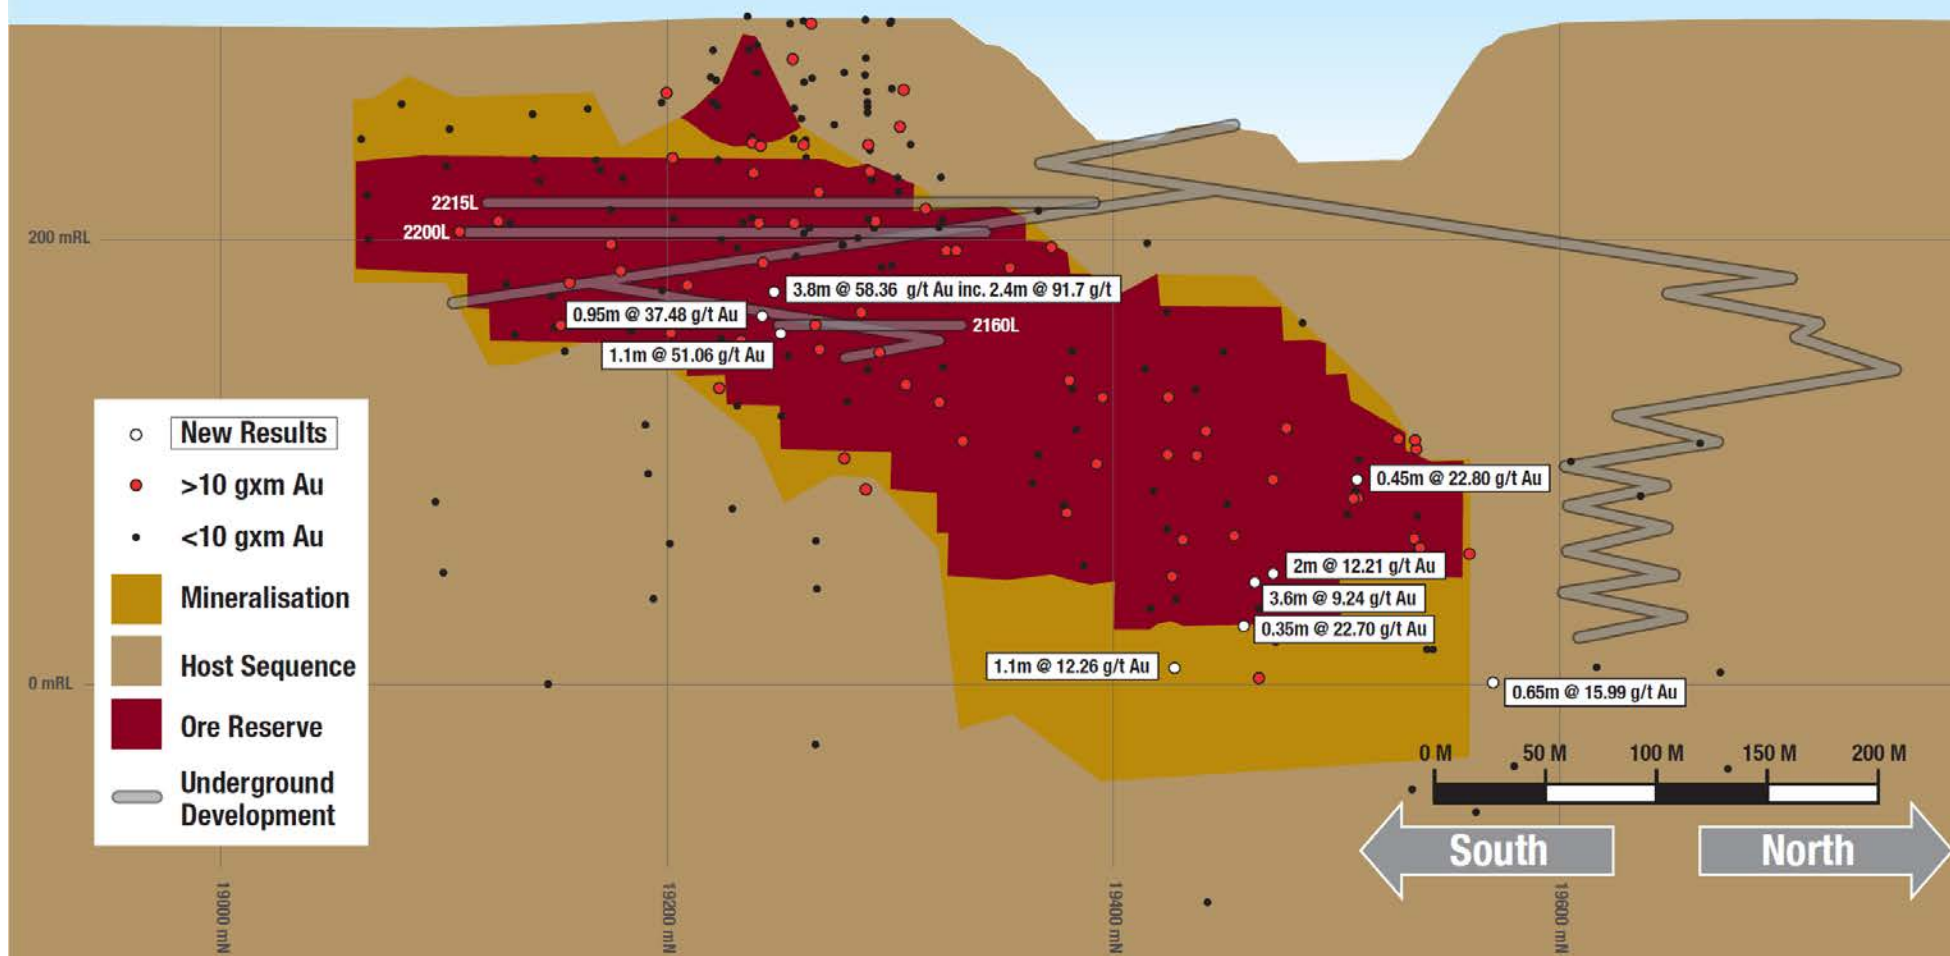 2215L
2200L
200 mRL
3.8m @ 58.36 g/t Au inc. 2.4m @ 91.7 g/t
0.95m @ 37.48 g/t Au
2160L
1.1m @ 51.06 g/t Au
New Results
>10 gxm Au
<10 gxm Au
Mineralisation
Host Sequence
Ore Reserve
Underground
Development
0.45m @ 22.80 g/t Au
2m @ 12.21 g/t Au
3.6m @ 9.24 g/t Au
0.35m @ 22.70 g/t Au
1.1m @ 12.26 g/t Au
0 mRL
0.65m @ 15.99 g/t Au
0 M 50 M 100 M 150 M 200 M
South North
19000 mN
19200 mN
19400 mN
19600 mN